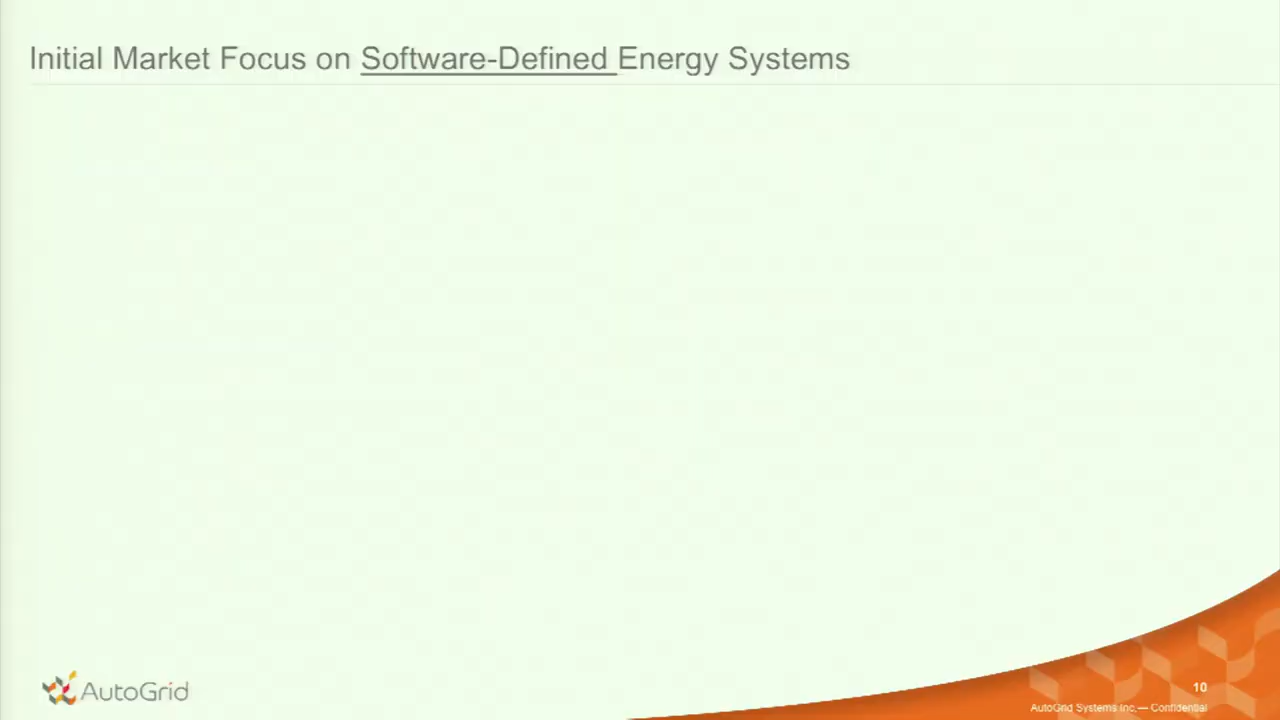 Initial Market Focus on Software-Defined Energy Systems
AutoGrid
10
AutoGrid Systems Inc.— Confidential